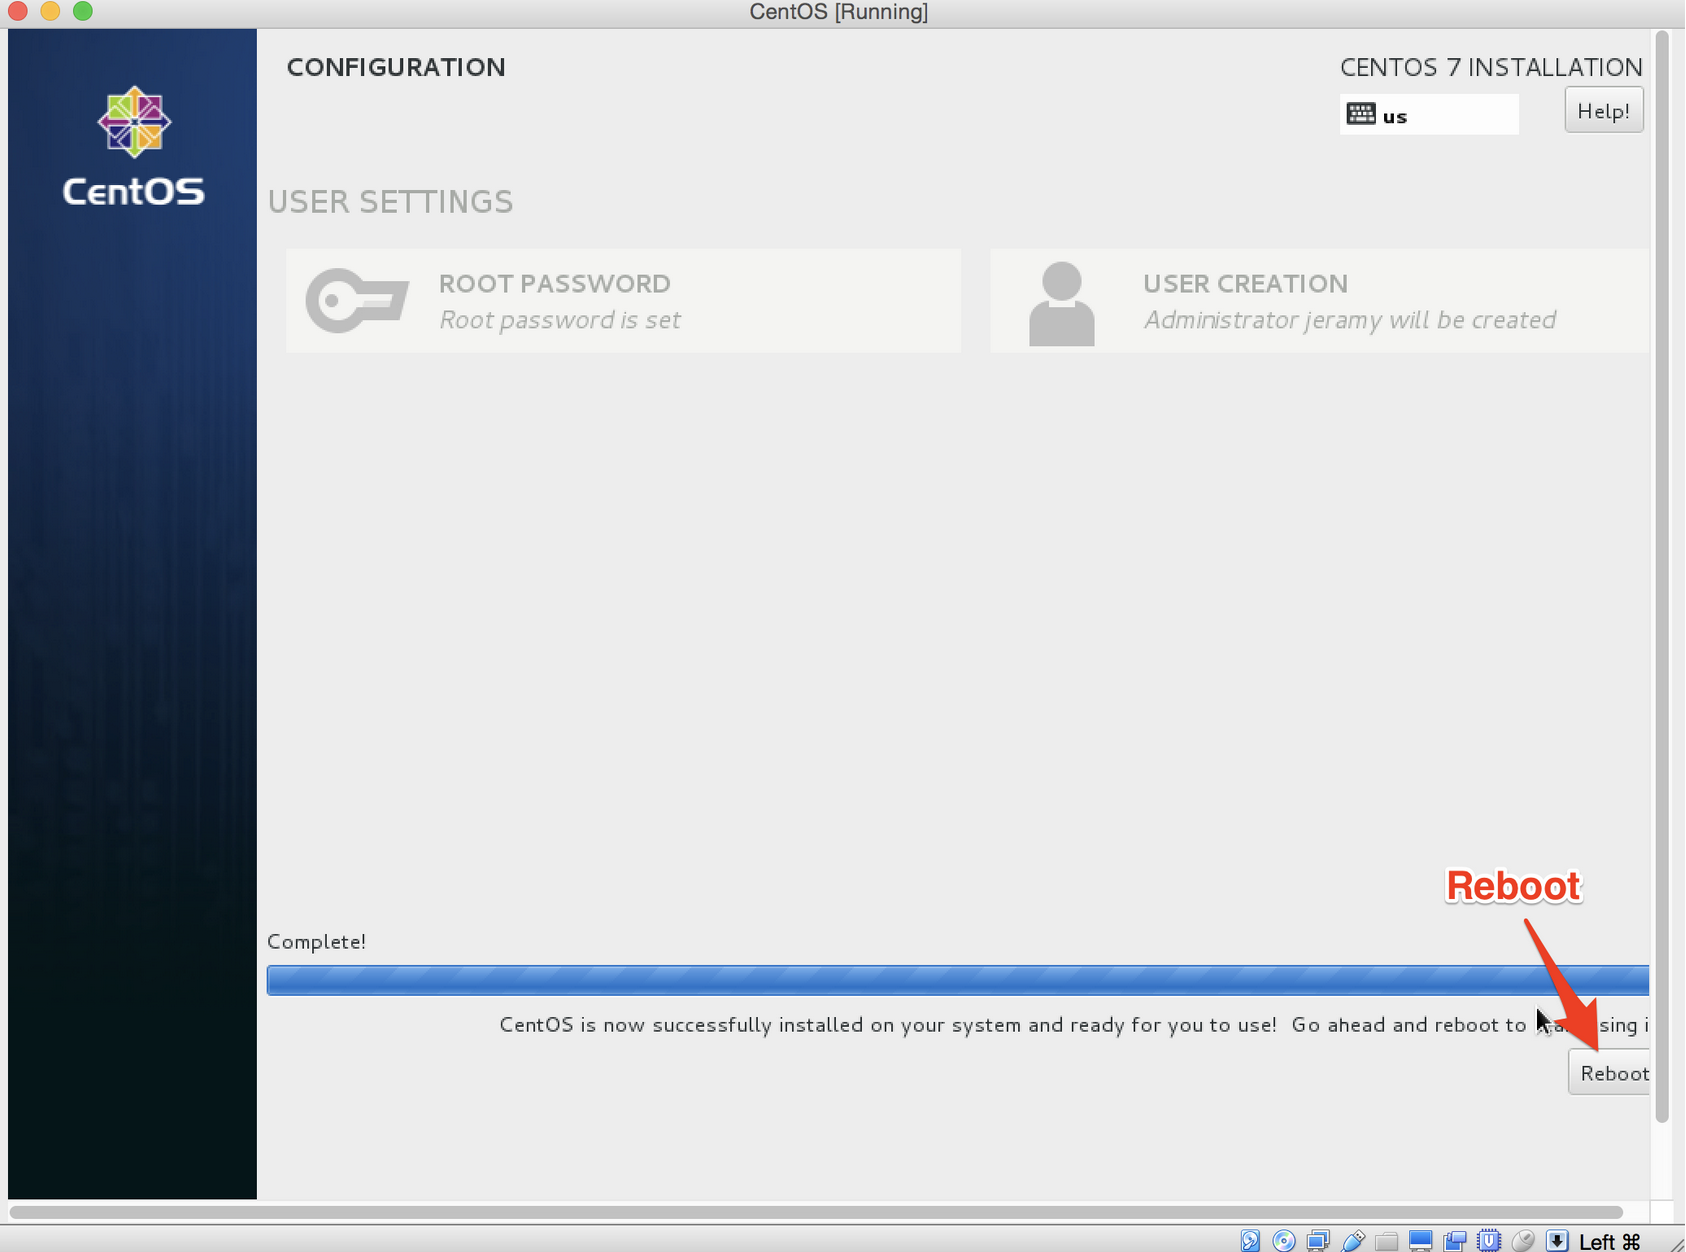 CentOS [Running]
CONFIGURATION
CENTOS 7 INSTALLATION
us
Help!
CentOS
USER SETTINGS
ROOT PASSWORD
Root password is set
USER CREATION
Administrator jeramy will be created
Reboot
Complete!
CentOS is now successfully installed on your system and ready for you to use! Go ahead and reboot to
Reboot
Left ⌘